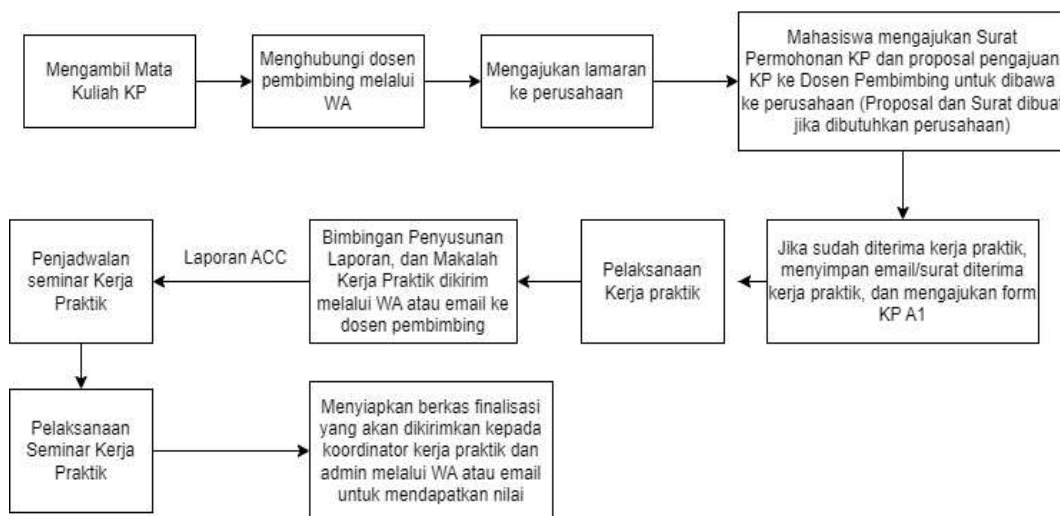 Mengambil Mata
Kuliah KP
Menghubungi dosen
pembimbing melalui
WA
Mengajukan lamaran
ke perusahaan
Mahasiswa mengajukan Surat
Permohonan KP dan proposal pengajuan
KP ke Dosen Pembimbing untuk dibawa
ke perusahaan (Proposal dan Surat dibuat
jika dibutuhkan perusahaan)
Jika sudah diterima kerja praktik,
menyimpan email/surat diterima
kerja praktik, dan mengajukan form
KP A1
Pelaksanaan
Kerja praktik
Bimbingan Penyusunan
Laporan, dan Makalah
Kerja Praktik dikirim
melalui WA atau email ke
dosen pembimbing
Laporan ACC
Penjadwalan
seminar Kerja
Praktik
Pelaksanaan
Seminar Kerja
Praktik
Menyiapkan berkas finalisasi
yang akan dikirimkan kepada
koordinator kerja praktik dan
admin melalui WA atau email
untuk mendapatkan nilai